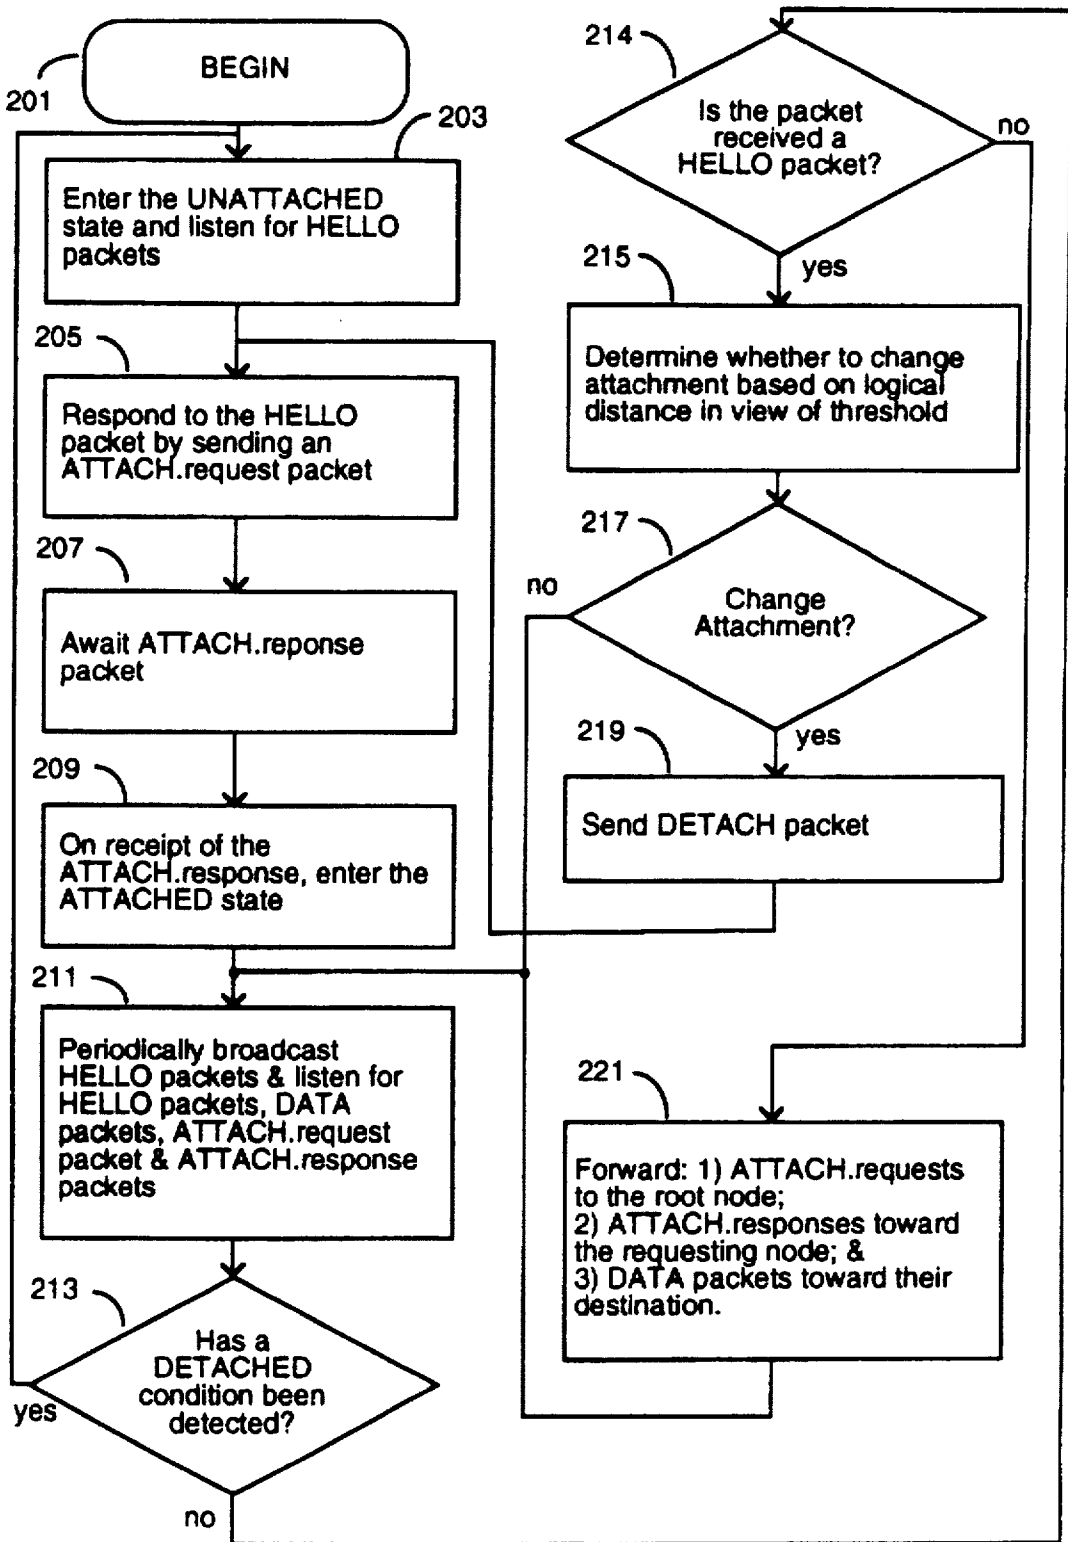 201
BEGIN
203
Enter the UNATTACHED
state and listen for HELLO
packets
205
Respond to the HELLO
packet by sending an
ATTACH.request packet
207
Await ATTACH.reponse
packet
209
On receipt of the
ATTACH.response, enter the
ATTACHED state
211
Periodically broadcast
HELLO packets & listen for
HELLO packets, DATA
packets, ATTACH.request
packet & ATTACH.response
packets
213
Has a
DETACHED
condition been
detected?
yes
no
214
Is the packet
received a
HELLO packet?
no
yes
215
Determine whether to change
attachment based on logical
distance in view of threshold
217
no
Change
Attachment?
yes
219
Send DETACH packet
221
Forward: 1) ATTACH.requests
to the root node;
2) ATTACH.responses toward
the requesting node; &
3) DATA packets toward their
destination.